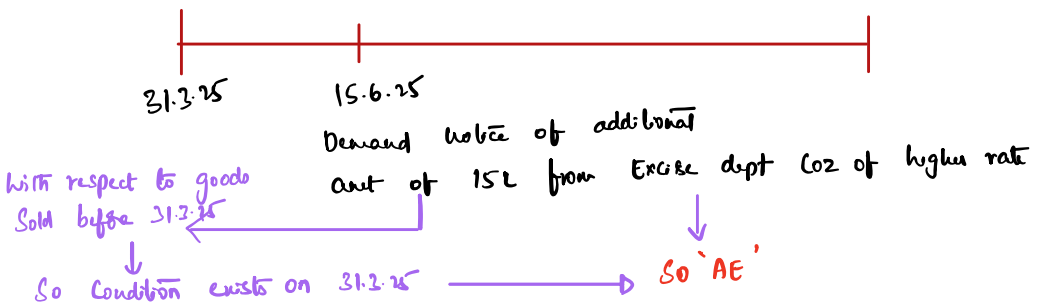 31.3.25
15.6.25
Demand notice of additional
amt of 15L from Excise dept coz of higher rate
With respect to goods
Sold before 31.3.25
So Condition exists on 31.3.25
So 'AE'